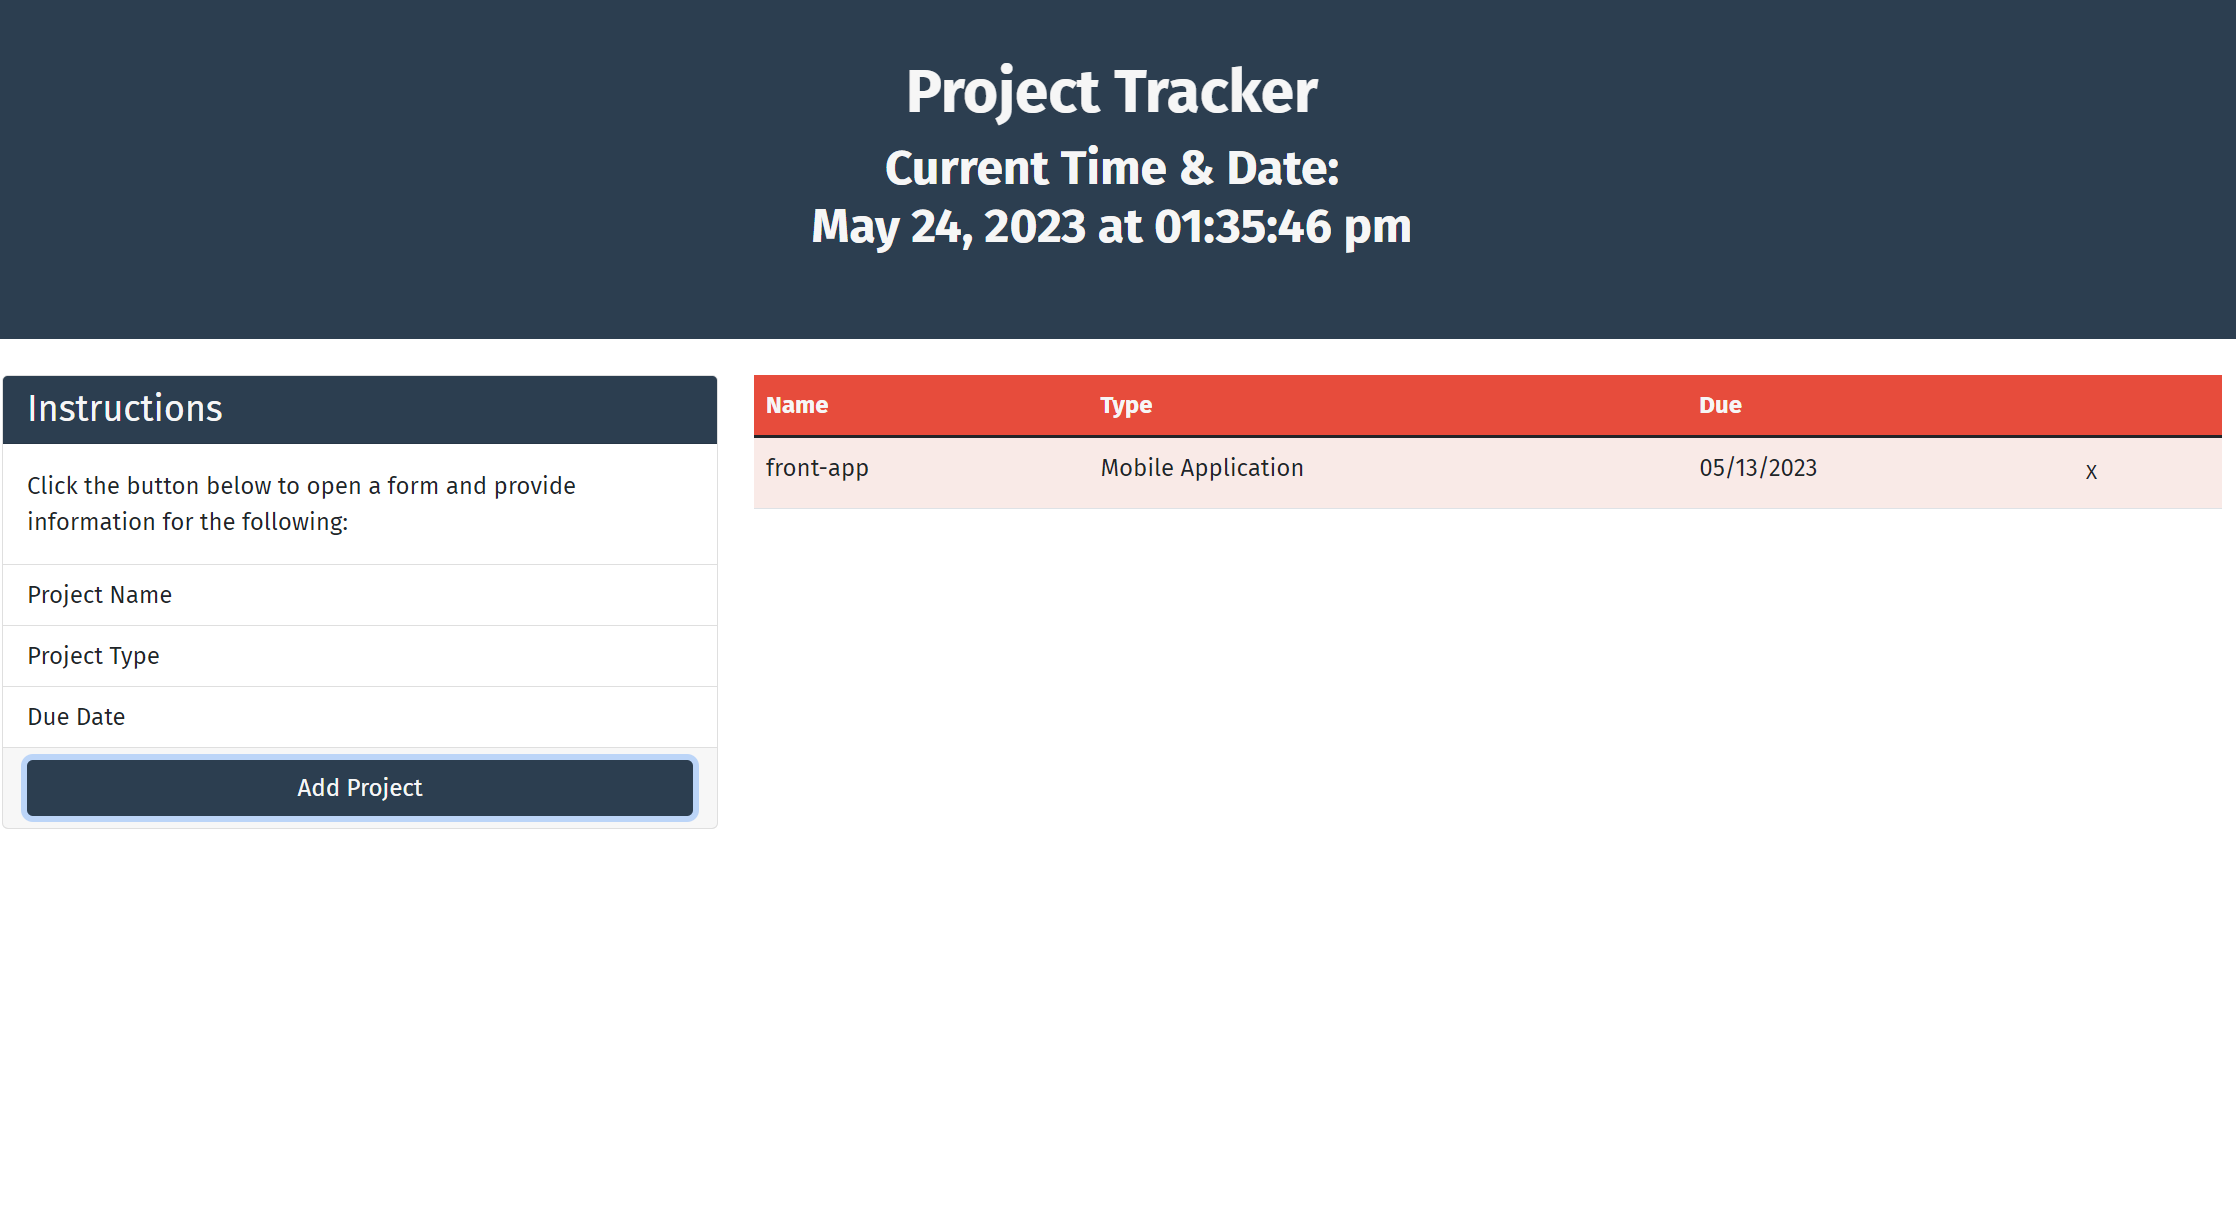 Project Tracker
Current Time & Date:
May 24, 2023 at 01:35:46 pm
Instructions
Click the button below to open a form and provide
information for the following:
Project Name
Project Type
Due Date
Add Project
Name Type Due
front-app Mobile Application 05/13/2023 x